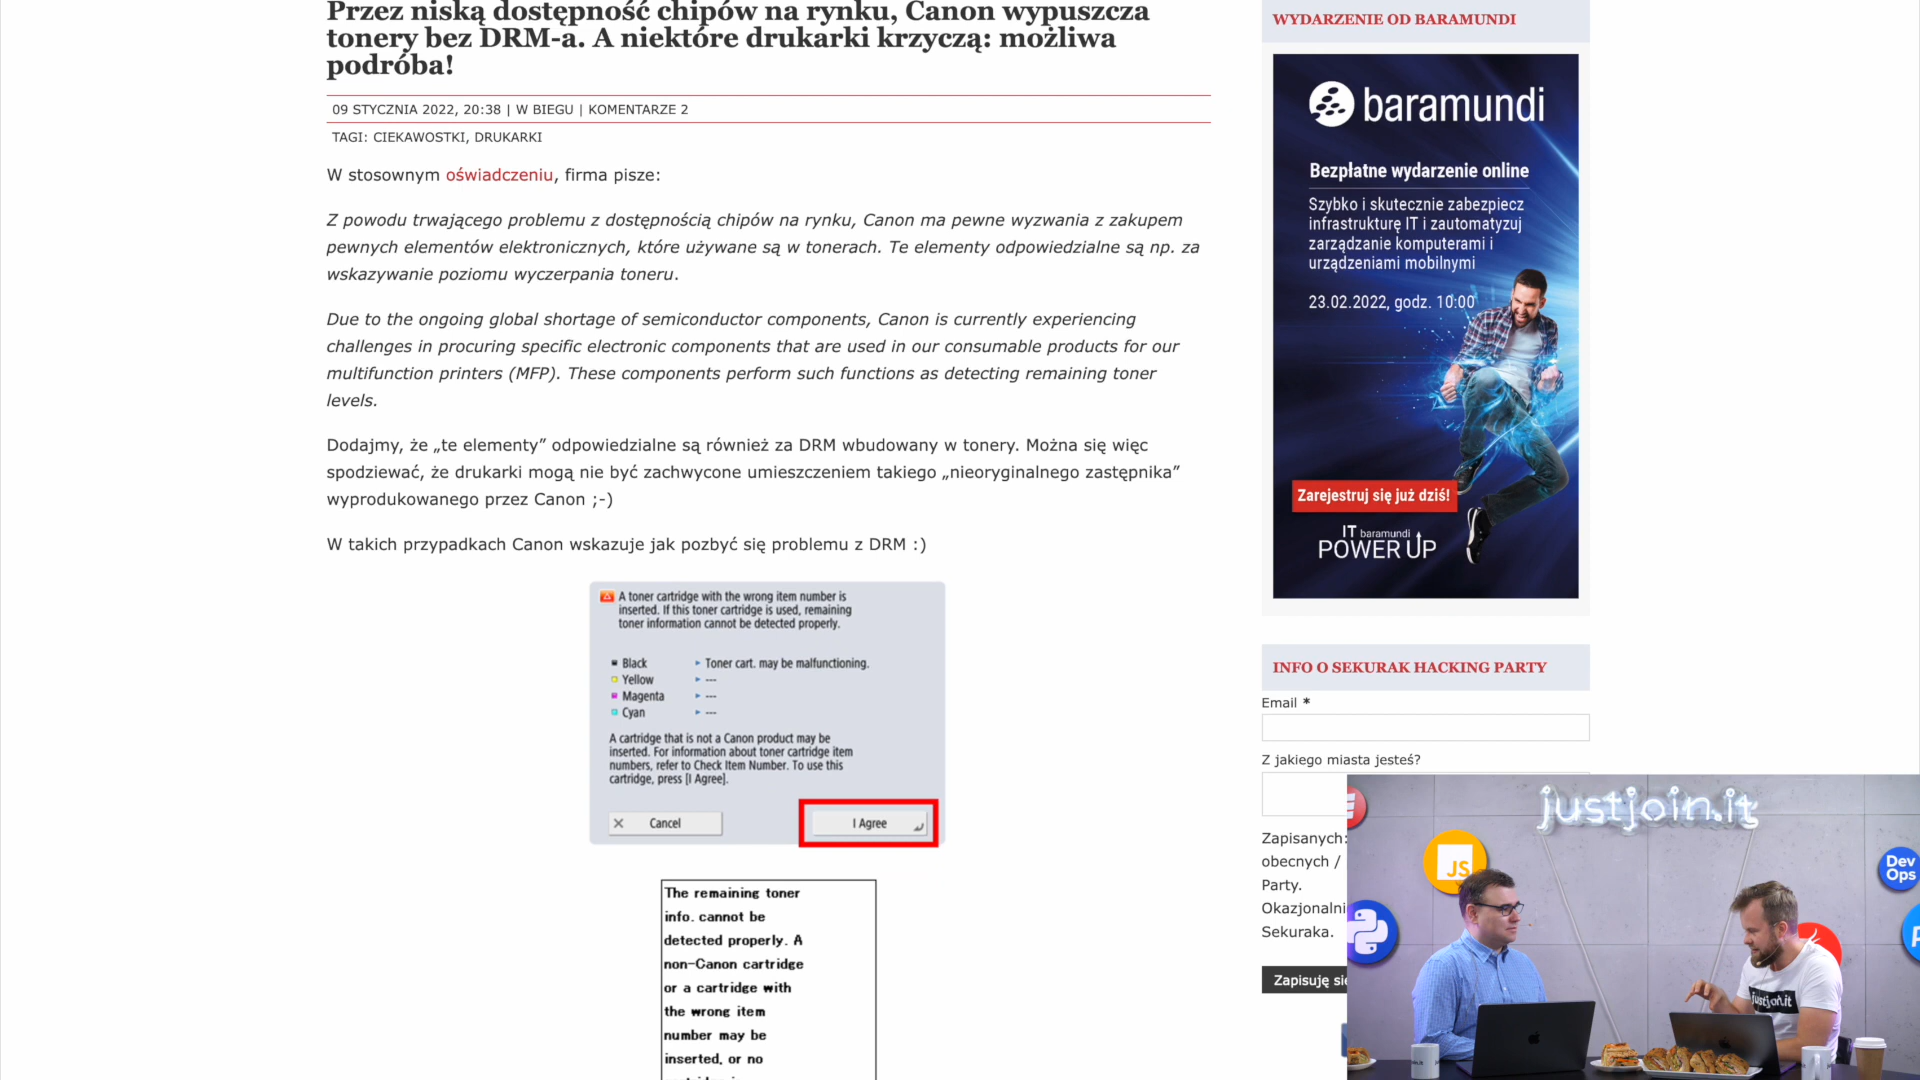 Przez niską dostępność chipów na rynku, Canon wypuszcza
tonery bez DRM-a. A niektóre drukarki krzyczą: możliwa
podróba!
09 STYCZNIA 2022, 20:38 | W BIEGU | KOMENTARZE 2
TAGI: CIEKAWOSTKI, DRUKARKI
W stosownym oświadczeniu, firma pisze:
Z powodu trwającego problemu z dostępnością chipów na rynku, Canon ma pewne wyzwania z zakupem
pewnych elementów elektronicznych, które używane są w tonerach. Te elementy odpowiedzialne są np. za
wskazywanie poziomu wyczerpania toneru.
Due to the ongoing global shortage of semiconductor components, Canon is currently experiencing
challenges in procuring specific electronic components that are used in our consumable products for our
multifunction printers (MFP). These components perform such functions as detecting remaining toner
levels.
Dodajmy, że „te elementy” odpowiedzialne są również za DRM wbudowany w tonery. Można się więc
spodziewać, że drukarki mogą nie być zachwycone umieszczeniem takiego „nieoryginalnego zastępnika”
wyprodukowanego przez Canon ;-)
W takich przypadkach Canon wskazuje jak pozbyć się problemu z DRM :)
A toner cartridge with the wrong item number is
inserted. If this toner cartridge is used, remaining
toner information cannot be detected properly.
Black Toner cart. may be malfunctioning.
Yellow ---
Magenta ---
Cyan ---
A cartridge that is not a Canon product may be
inserted. For information about toner cartridge item
numbers, refer to Check Item Number. To use this
cartridge, press [I Agree].
Cancel I Agree
The remaining toner
info. cannot be
detected properly. A
non-Canon cartridge
or a cartridge with
the wrong item
number may be
inserted, or no
WYDARZENIE OD BARAMUNDI
baramundi
Bezpłatne wydarzenie online
Szybko i skutecznie zabezpiecz
infrastrukturę IT i zautomatyzuj
zarządzanie komputerami i
urządzeniami mobilnymi
23.02.2022, godz. 10:00
Zarejestruj się już dziś!
IT baramundi
POWER UP
INFO O SEKURAK HACKING PARTY
Email *
Z jakiego miasta jesteś?
Zapisanych:
obecnych /
Party.
Okazjonalni
Sekuraka.
Zapisuję się
justjoin.it
JS
Dev
Ops
justjoin.it